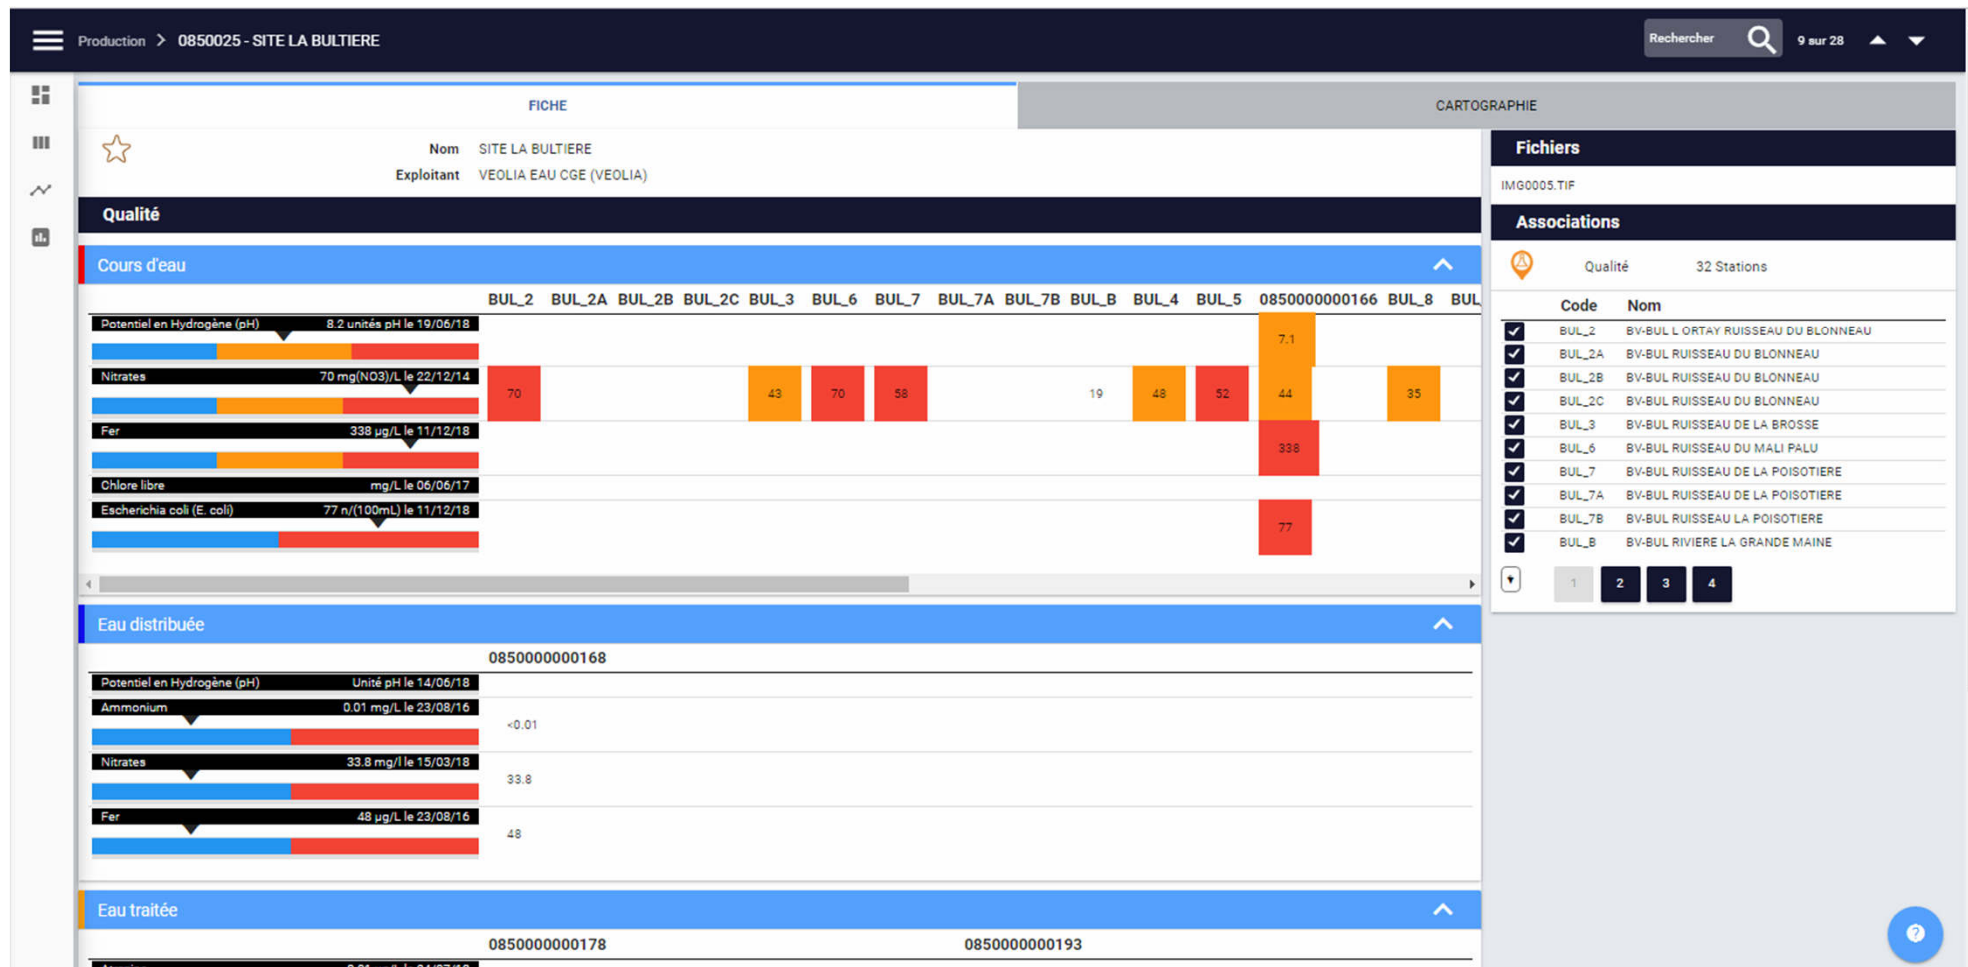 Production > 0850025 - SITE LA BULTIERE
Rechercher
9 sur 28
FICHE
CARTOGRAPHIE
Nom SITE LA BULTIERE
Exploitant VEOLIA EAU CGE (VEOLIA)
Qualité
Cours d'eau
BUL_2 BUL_2A BUL_2B BUL_2C BUL_3 BUL_6 BUL_7 BUL_7A BUL_7B BUL_B BUL_4 BUL_5 0850000000166 BUL_8 BUL_
Potentiel en Hydrogène (pH) 8.2 unités pH le 19/06/18
7.1
Nitrates 70 mg(NO3)/L le 22/12/14
70 43 70 58 19 48 52 44 35
Fer 338 µg/L le 11/12/18
338
Chlore libre mg/L le 06/06/17
Escherichia coli (E. coli) 77 n/(100mL) le 11/12/18
77
Eau distribuée
0850000000168
Potentiel en Hydrogène (pH) Unité pH le 14/06/18
Ammonium 0.01 mg/L le 23/08/16
<0.01
Nitrates 33.8 mg/l le 15/03/18
33.8
Fer 48 µg/L le 23/08/16
48
Eau traitée
0850000000178 0850000000193
Fichiers
IMG0005.TIF
Associations
Qualité 32 Stations
Code Nom
BUL_2 BV-BUL L ORTAY RUISSEAU DU BLONNEAU
BUL_2A BV-BUL RUISSEAU DU BLONNEAU
BUL_2B BV-BUL RUISSEAU DU BLONNEAU
BUL_2C BV-BUL RUISSEAU DU BLONNEAU
BUL_3 BV-BUL RUISSEAU DE LA BROSSE
BUL_6 BV-BUL RUISSEAU DU MALI PALU
BUL_7 BV-BUL RUISSEAU DE LA POISOTIERE
BUL_7A BV-BUL RUISSEAU DE LA POISOTIERE
BUL_7B BV-BUL RUISSEAU LA POISOTIERE
BUL_B BV-BUL RIVIERE LA GRANDE MAINE
1 2 3 4
?